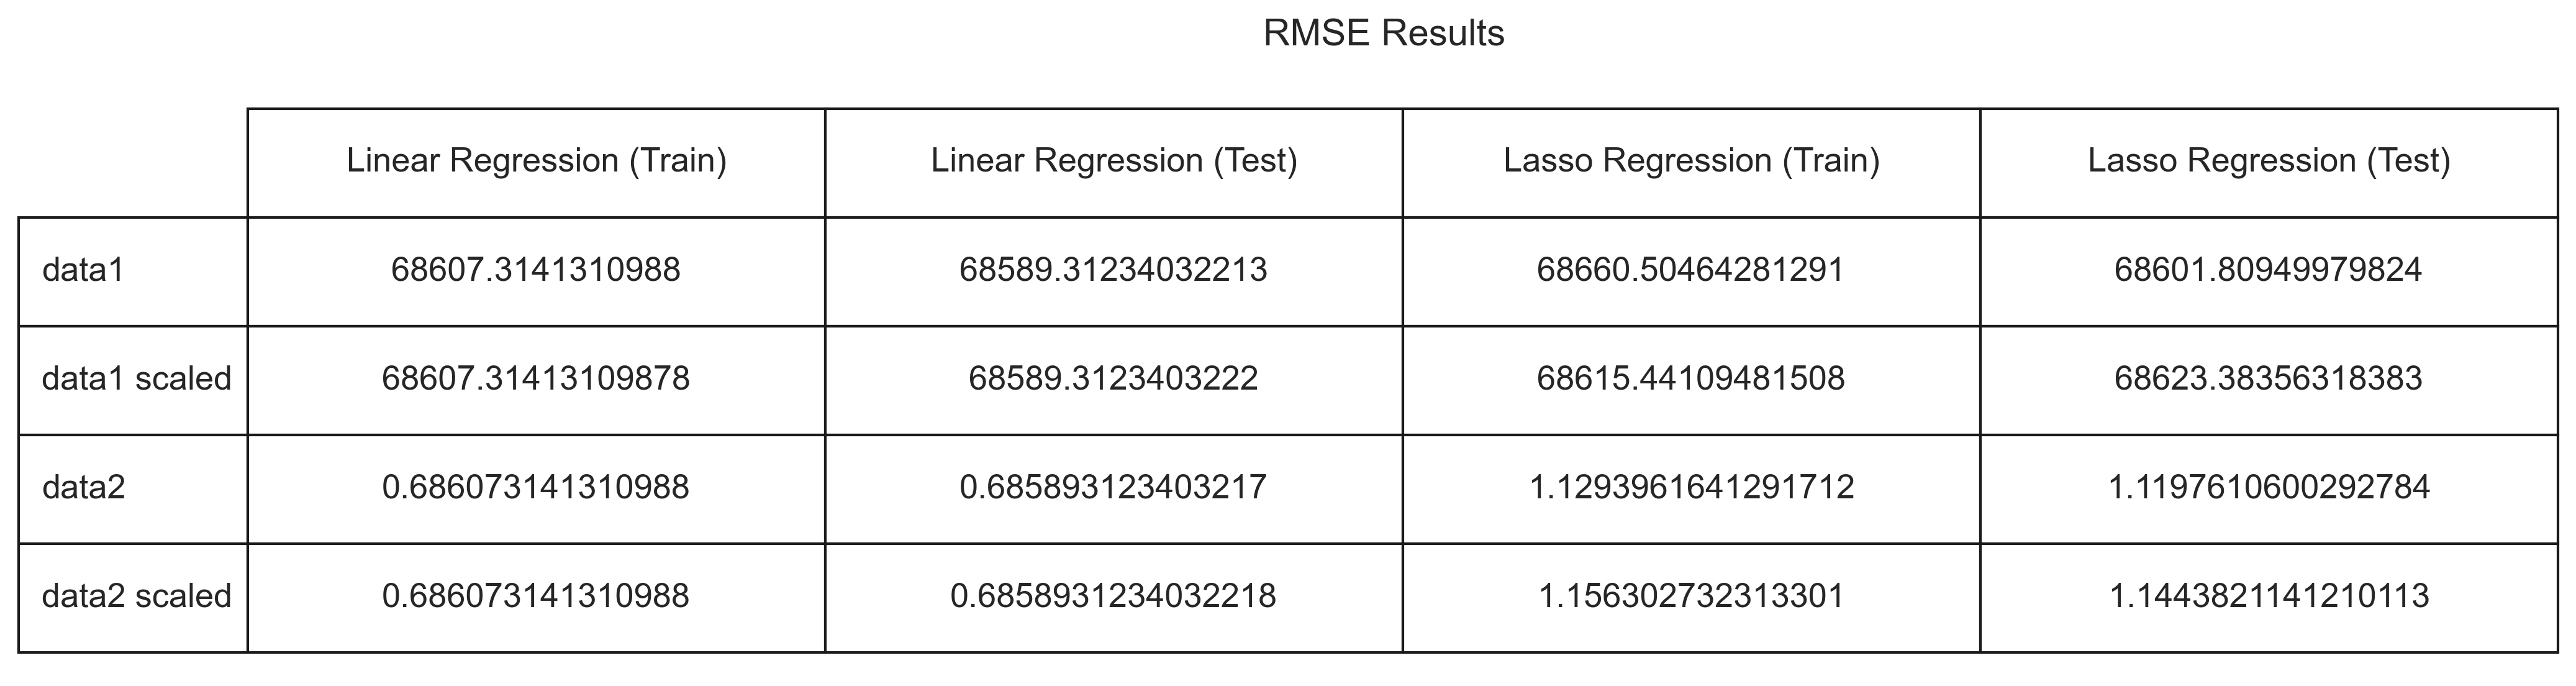 RMSE Results
Linear Regression (Train) Linear Regression (Test) Lasso Regression (Train) Lasso Regression (Test)
data1 68607.3141310988 68589.31234032213 68660.50464281291 68601.80949979824
data1 scaled 68607.31413109878 68589.3123403222 68615.44109481508 68623.38356318383
data2 0.686073141310988 0.685893123403217 1.1293961641291712 1.1197610600292784
data2 scaled 0.686073141310988 0.6858931234032218 1.156302732313301 1.1443821141210113